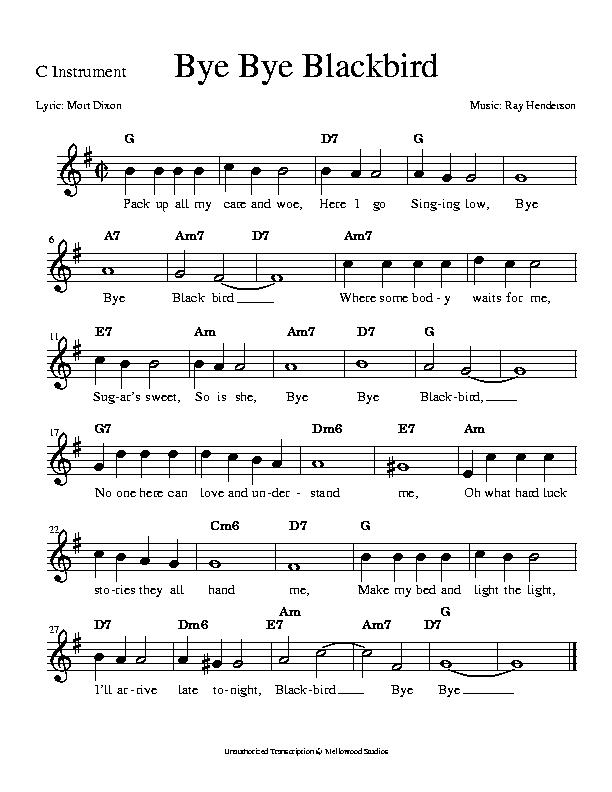 Bye Bye Blackbird
C Instrument
Lyric: Mort Dixon
Music: Ray Henderson
G D7 G
Pack up all my care and woe, Here I go Sing-ing low, Bye
6 A7 Am7 D7 Am7
Bye Black bird Where some bod - y waits for me,
11 E7 Am Am7 D7 G
Sug-ar's sweet, So is she, Bye Bye Black-bird,
17 G7 Dm6 E7 Am
No one here can love and un-der - stand me, Oh what hard luck
22 Cm6 D7 G
sto-ries they all hand me, Make my bed and light the light,
27 D7 Dm6 E7 Am Am7 D7 G
I'll ar-rive late to-night, Black-bird Bye Bye
Unauthorized Transcription © Mellowood Studios